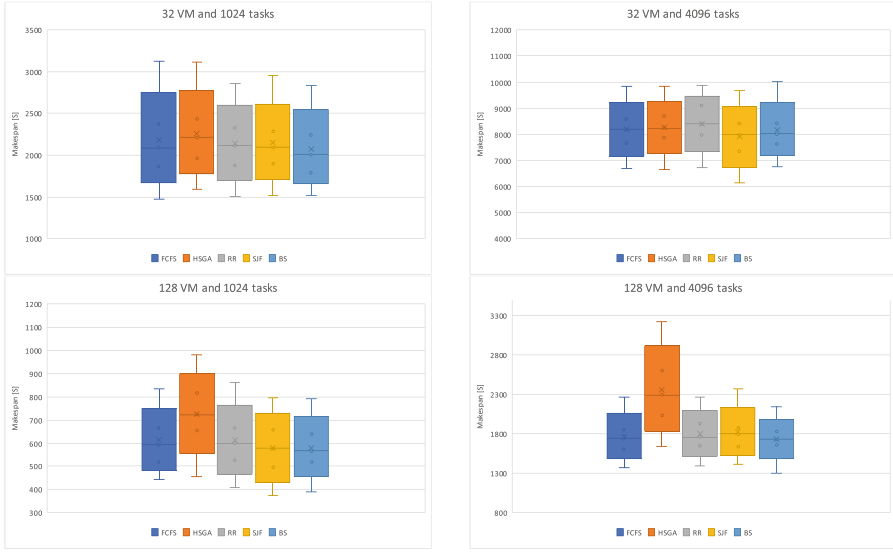 32 VM and 1024 tasks
3500
3000
2500
2000
1500
1000
Makespan [S]
FCFS HSGA RR SJF BS
32 VM and 4096 tasks
12000
11000
10000
9000
8000
7000
6000
5000
4000
Makespan [S]
FCFS HSGA RR SJF BS
128 VM and 1024 tasks
1200
1100
1000
900
800
700
600
500
400
300
Makespan [S]
FCFS HSGA RR SJF BS
128 VM and 4096 tasks
3300
2800
2300
1800
1300
800
Makespan [S]
FCFS HSGA RR SJF BS